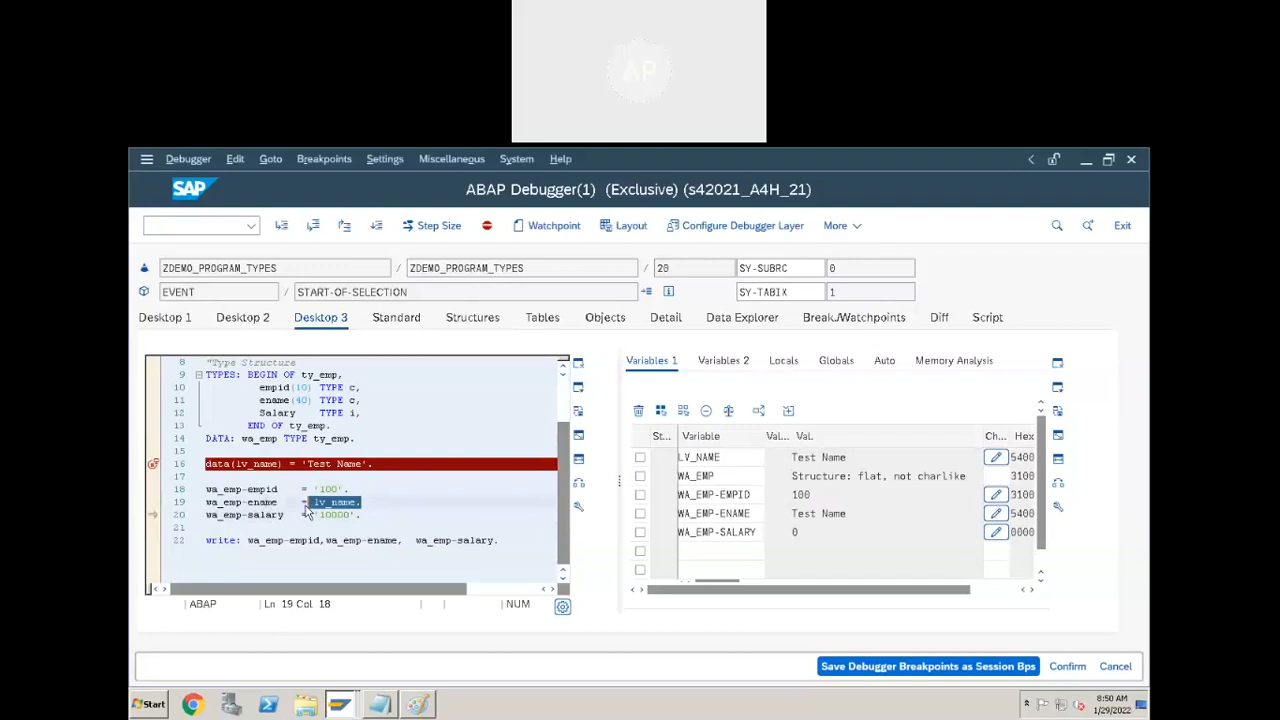 AP
Debugger Edit Goto Breakpoints Settings Miscellaneous System Help
SAP ABAP Debugger(1) (Exclusive) (s42021_A4H_21)
Step Size Watchpoint Layout Configure Debugger Layer More Exit
ZDEMO_PROGRAM_TYPES / ZDEMO_PROGRAM_TYPES / 20 SY-SUBRC 0
EVENT / START-OF-SELECTION SY-TABIX 1
Desktop 1 Desktop 2 Desktop 3 Standard Structures Tables Objects Detail Data Explorer Break./Watchpoints Diff Script
8 "Type Structure
9 TYPES: BEGIN OF ty_emp,
10 empid(10) TYPE c,
11 ename(40) TYPE c,
12 Salary TYPE i,
13 END OF ty_emp.
14 DATA: wa_emp TYPE ty_emp.
15
16 data(lv_name) = 'Test Name'.
17
18 wa_emp-empid = '100'.
19 wa_emp-ename = lv_name.
20 wa_emp-salary = '10000'.
21
22 write: wa_emp-empid,wa_emp-ename, wa_emp-salary.
ABAP Ln 19 Col 18 NUM
Variables 1 Variables 2 Locals Globals Auto Memory Analysis
St... Variable Val... Val. Ch... Hex
LV_NAME Test Name 5400
WA_EMP Structure: flat, not charlike 3100
WA_EMP-EMPID 100 3100
WA_EMP-ENAME Test Name 5400
WA_EMP-SALARY 0 0000
Save Debugger Breakpoints as Session Bps Confirm Cancel
Start 8:50 AM
1/29/2022